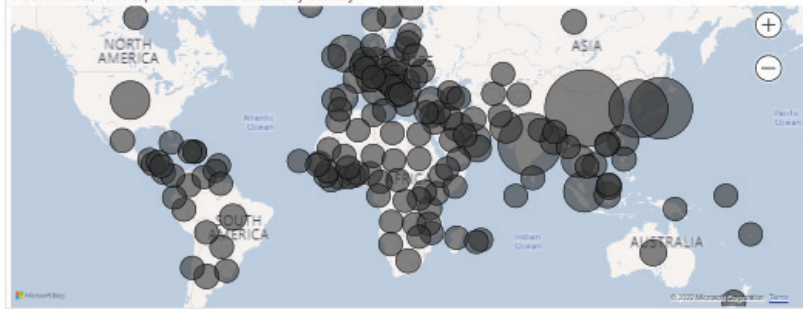 NORTH
AMERICA
ASIA
Atlantic
Ocean
Pacific
Ocean
SOUTH
AMERICA
Indian
Ocean
AUSTRALIA
Microsoft Bing
© 2022 Microsoft Corporation Terms